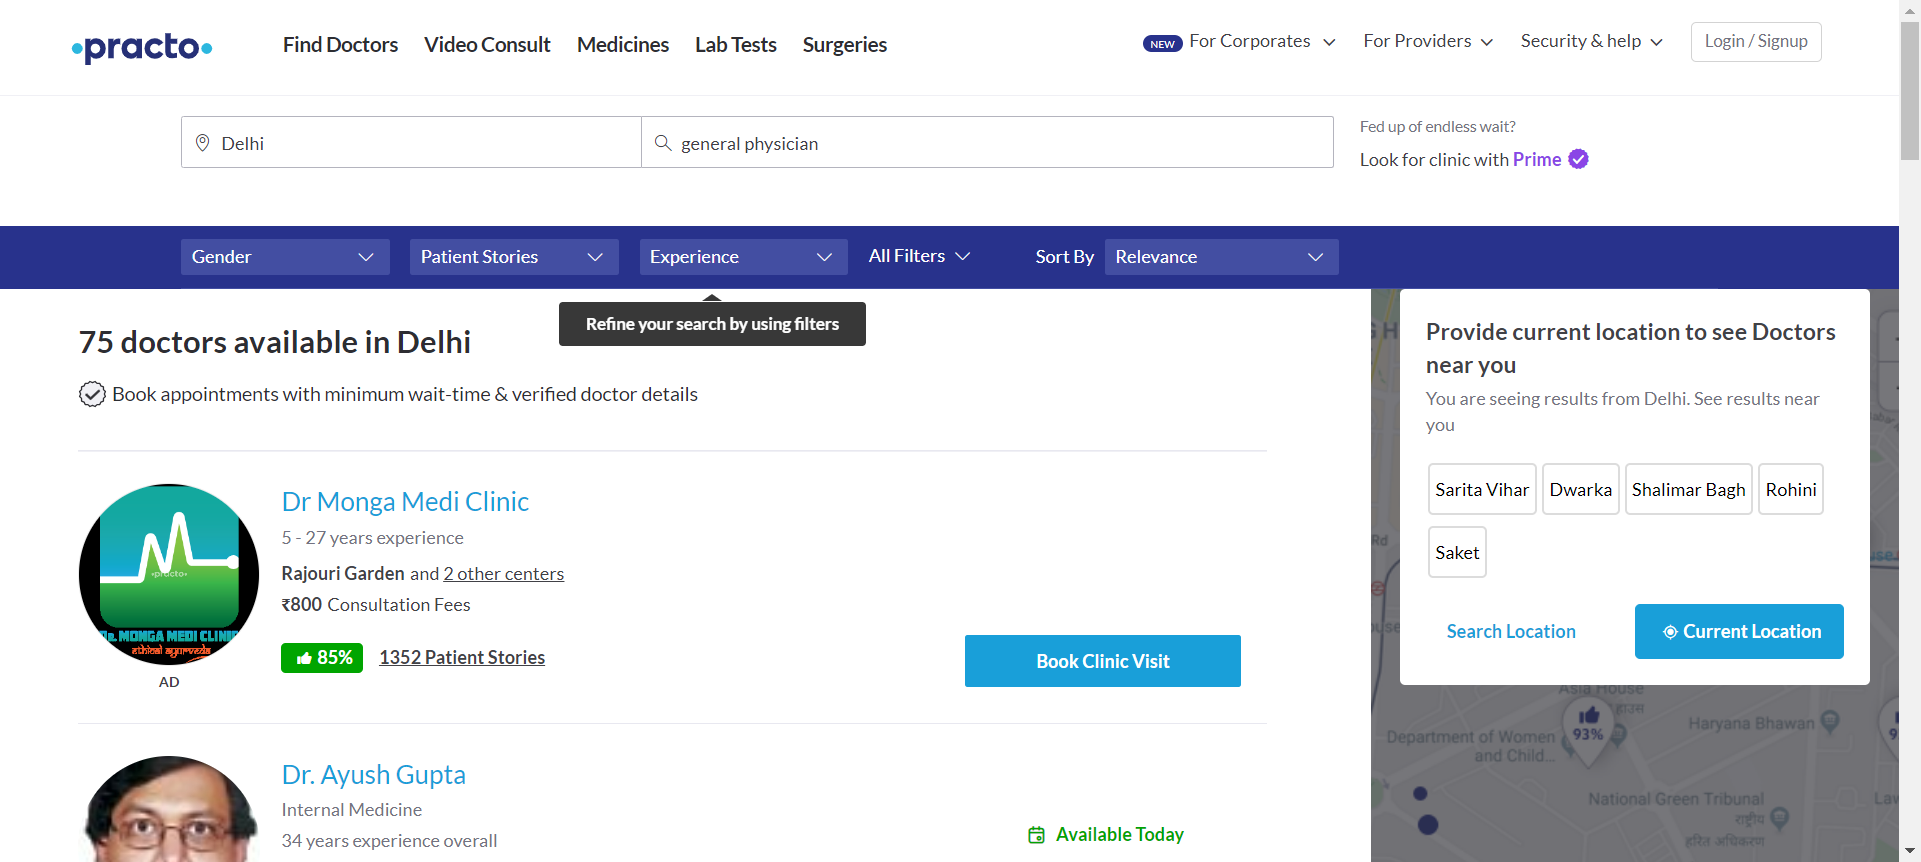 practo
Find Doctors
Video Consult
Medicines
Lab Tests
Surgeries
NEW For Corporates
For Providers
Security & help
Login / Signup
Delhi
general physician
Fed up of endless wait?
Look for clinic with Prime
Gender
Patient Stories
Experience
All Filters
Sort By
Relevance
Refine your search by using filters
75 doctors available in Delhi
Book appointments with minimum wait-time & verified doctor details
Dr Monga Medi Clinic
5 - 27 years experience
Rajouri Garden and 2 other centers
₹800 Consultation Fees
85%
1352 Patient Stories
Book Clinic Visit
practo
DR. MONGA MEDI CLINIC
ethical ayurveda
AD
Dr. Ayush Gupta
Internal Medicine
34 years experience overall
Available Today
Provide current location to see Doctors
near you
You are seeing results from Delhi. See results near
you
Sarita Vihar
Dwarka
Shalimar Bagh
Rohini
Saket
Search Location
Current Location
Rd
Asia House
हाउस
93%
Haryana Bhawan
Department of Women
and Child...
National Green Tribunal
राष्ट्रीय
हरित अधिकरण